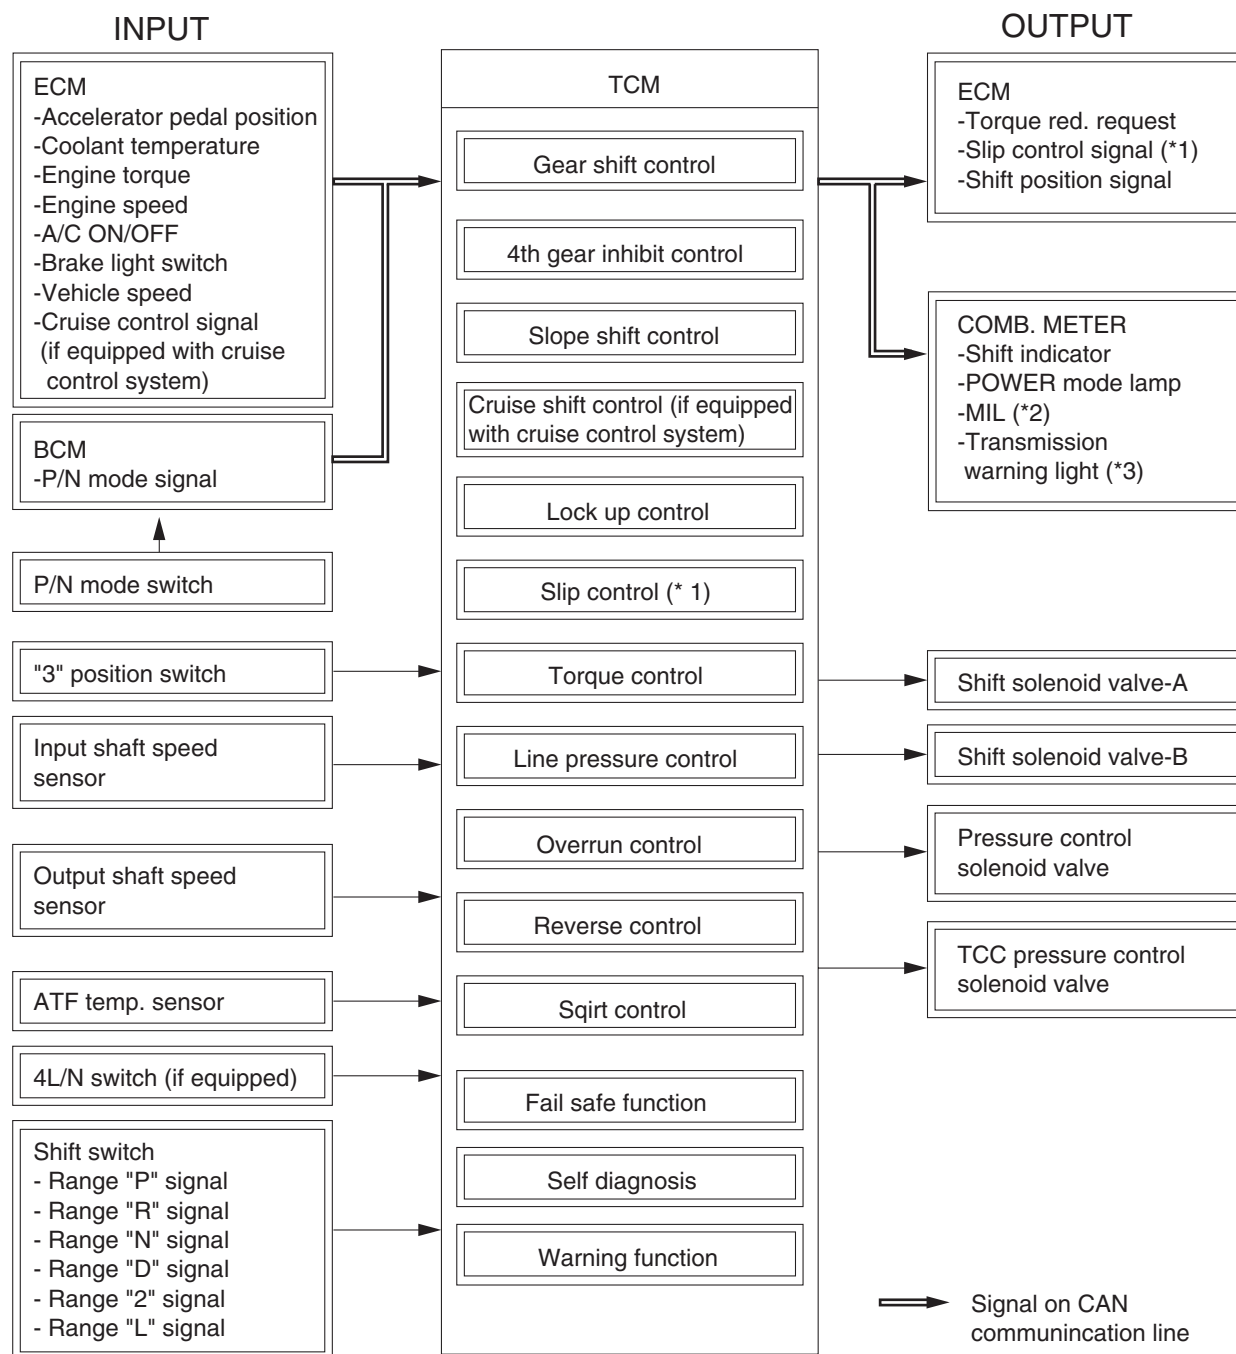 INPUT
ECM
-Accelerator pedal position
-Coolant temperature
-Engine torque
-Engine speed
-A/C ON/OFF
-Brake light switch
-Vehicle speed
-Cruise control signal
(if equipped with cruise
control system)
BCM
-P/N mode signal
P/N mode switch
"3" position switch
Input shaft speed
sensor
Output shaft speed
sensor
ATF temp. sensor
4L/N switch (if equipped)
Shift switch
- Range "P" signal
- Range "R" signal
- Range "N" signal
- Range "D" signal
- Range "2" signal
- Range "L" signal
TCM
Gear shift control
4th gear inhibit control
Slope shift control
Cruise shift control (if equipped
with cruise control system)
Lock up control
Slip control (* 1)
Torque control
Line pressure control
Overrun control
Reverse control
Sqirt control
Fail safe function
Self diagnosis
Warning function
OUTPUT
ECM
-Torque red. request
-Slip control signal (*1)
-Shift position signal
COMB. METER
-Shift indicator
-POWER mode lamp
-MIL (*2)
-Transmission
warning light (*3)
Shift solenoid valve-A
Shift solenoid valve-B
Pressure control
solenoid valve
TCC pressure control
solenoid valve
Signal on CAN
communincation line